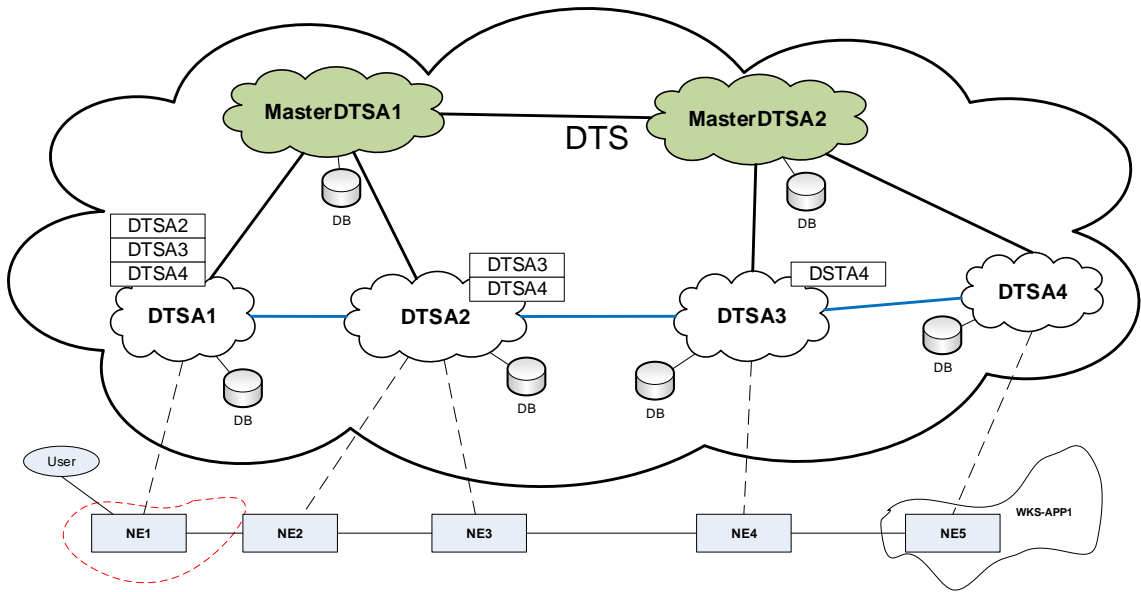 MasterDTSA1
MasterDTSA2
DTS
DB
DB
DTSA2
DTSA3
DTSA4
DTSA3
DTSA4
DSTA4
DTSA1
DTSA2
DTSA3
DTSA4
DB
DB
DB
DB
User
NE1
NE2
NE3
NE4
NE5
WKS-APP1